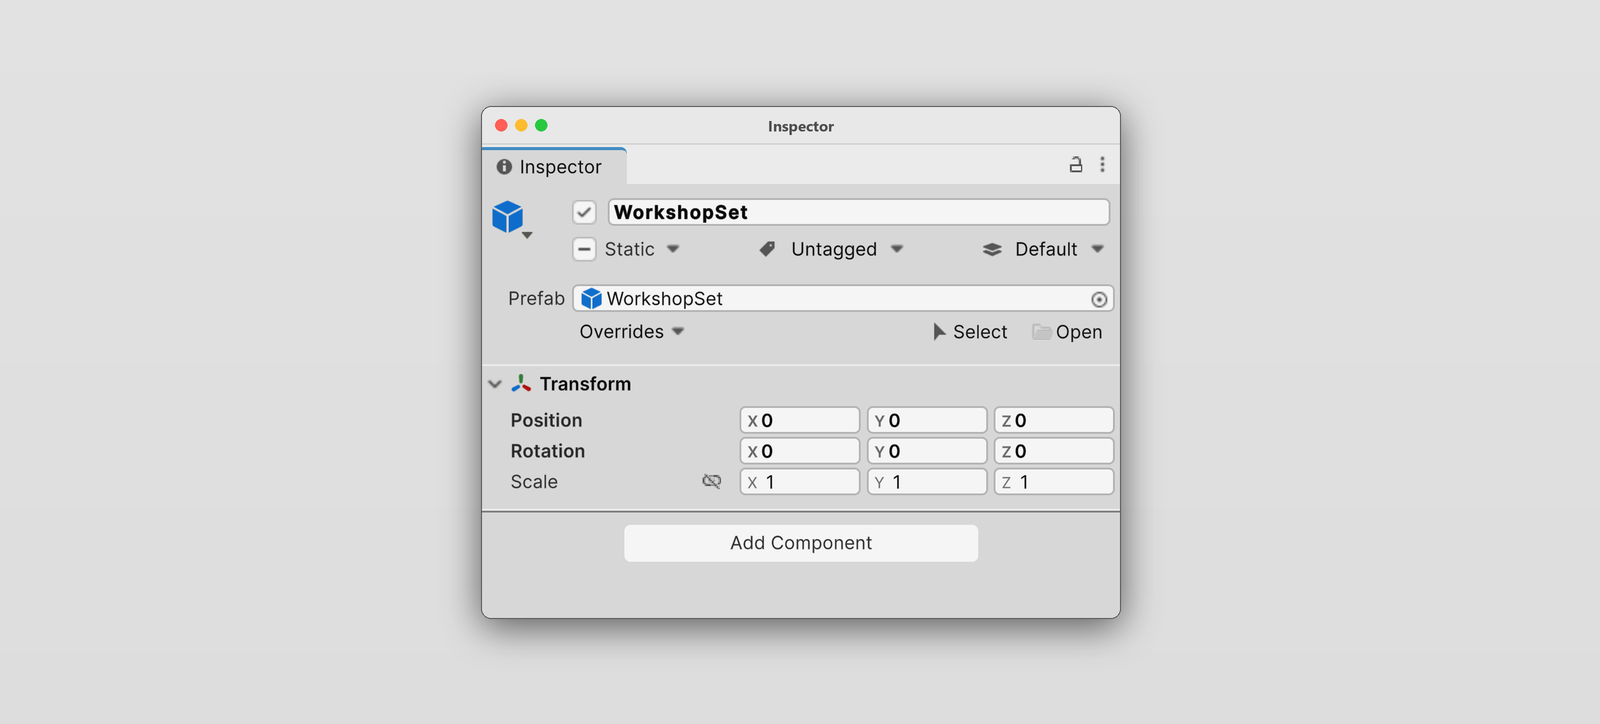 Inspector
Inspector
WorkshopSet
Static Untagged Default
Prefab WorkshopSet
Overrides Select Open
Transform
Position X 0 Y 0 Z 0
Rotation X 0 Y 0 Z 0
Scale X 1 Y 1 Z 1
Add Component